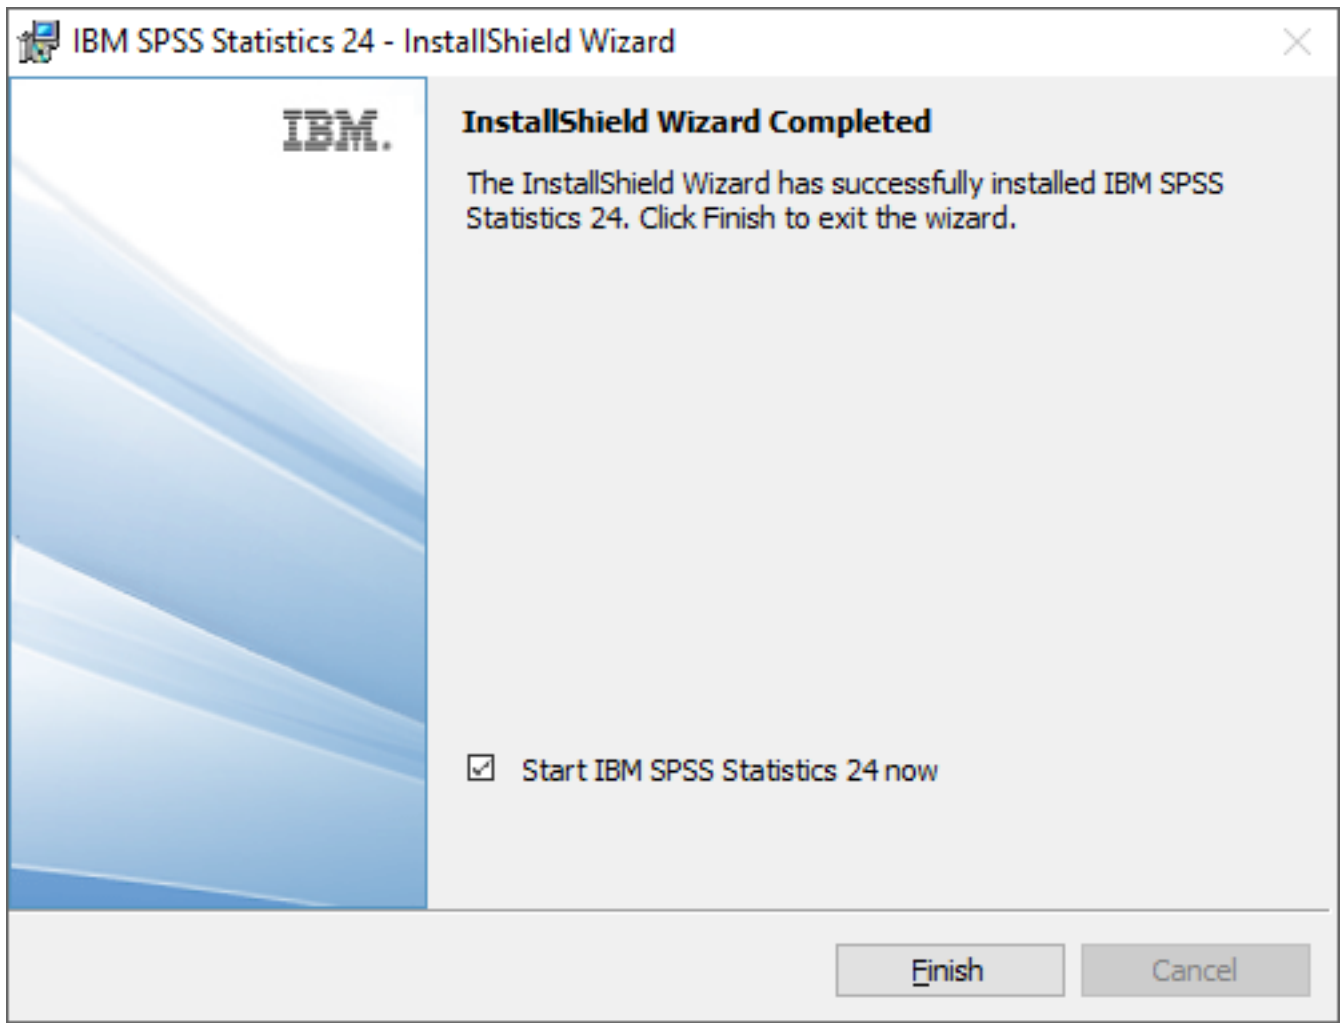 IBM SPSS Statistics 24 - InstallShield Wizard
IBM.
InstallShield Wizard Completed
The InstallShield Wizard has successfully installed IBM SPSS
Statistics 24. Click Finish to exit the wizard.
Start IBM SPSS Statistics 24 now
Finish
Cancel